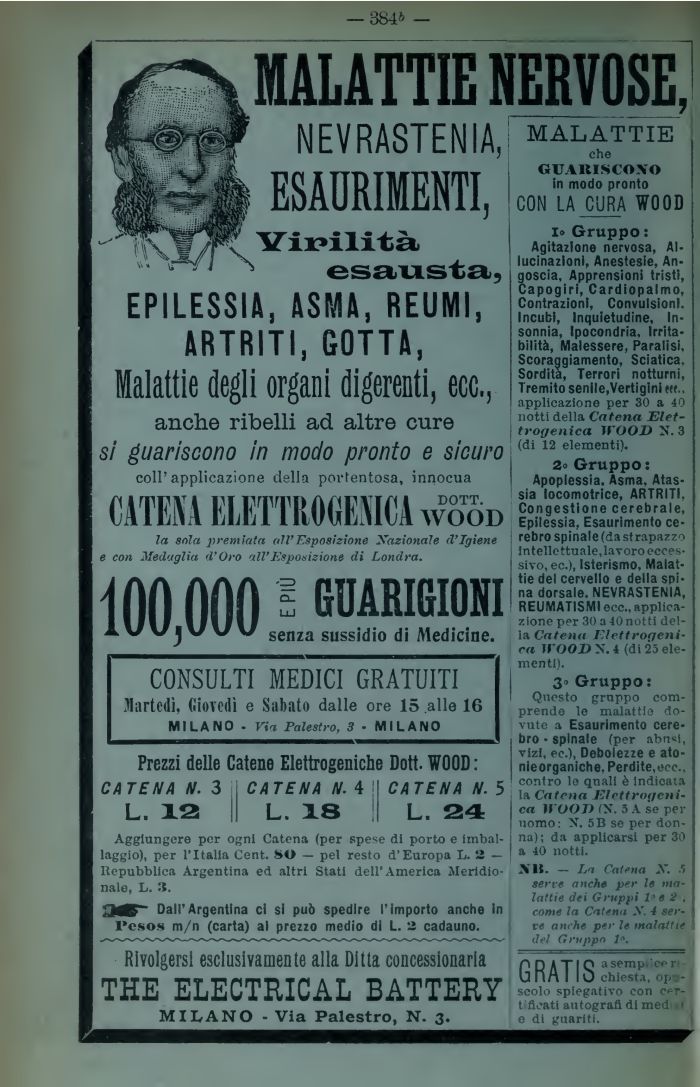 — 384ᵇ —
MALATTIE NERVOSE,
NEVRASTENIA,
ESAURIMENTI,
Virilità
esausta,
EPILESSIA, ASMA, REUMI,
ARTRITI, GOTTA,
Malattie degli organi digerenti, ecc.,
anche ribelli ad altre cure
si guariscono in modo pronto e sicuro
coll'applicazione della portentosa, innocua
CATENA ELETTROGENICA DOTT. WOOD
la sola premiata all'Esposizione Nazionale d'Igiene
e con Medaglia d'Oro all'Esposizione di Londra.
100,000 E PIÙ GUARIGIONI
senza sussidio di Medicine.
CONSULTI MEDICI GRATUITI
Martedì, Giovedì e Sabato dalle ore 15 alle 16
MILANO - Via Palestro, 3 - MILANO
Prezzi delle Catene Elettrogeniche Dott. WOOD:
CATENA N. 3 || CATENA N. 4 || CATENA N. 5
L. 12 || L. 18 || L. 24
Aggiungere per ogni Catena (per spese di porto e imbal-
laggio), per l'Italia Cent. 80 — pel resto d'Europa L. 2 —
Repubblica Argentina ed altri Stati dell'America Meridio-
nale, L. 3.
Dall'Argentina ci si può spedire l'importo anche in
Pesos m/n (carta) al prezzo medio di L. 2 cadauno.
Rivolgersi esclusivamente alla Ditta concessionaria
THE ELECTRICAL BATTERY
MILANO - Via Palestro, N. 3.
MALATTIE
che
GUARISCONO
in modo pronto
CON LA CURA WOOD
1º Gruppo:
Agitazione nervosa, Al-
lucinazioni, Anestesie, An-
goscia, Apprensioni tristi,
Capogiri, Cardiopalmo,
Contrazioni, Convulsioni.
Incubi, Inquietudine, In-
sonnia, Ipocondria, Irrita-
bilità, Malessere, Paralisi,
Scoraggiamento, Sciatica.
Sordità, Terrori notturni,
Tremito senile, Vertigini etc.,
applicazione per 30 a 40
notti della Catena Elet-
trogenica WOOD N. 3
(di 12 elementi).
2º Gruppo:
Apoplessia, Asma, Atas-
sia locomotrice, ARTRITI,
Congestione cerebrale,
Epilessia, Esaurimento ce-
rebro spinale (da strapazzo
intellettuale, lavoro ecces-
sivo, ec.), Isterismo, Malat-
tie del cervello e della spi-
na dorsale. NEVRASTENIA,
REUMATISMI ecc., applica-
zione per 30 a 40 notti del-
la Catena Elettrogeni-
ca WOOD N. 4 (di 25 ele-
menti).
3º Gruppo:
Questo gruppo com-
prende le malattie do-
vute a Esaurimento cere-
bro-spinale (per abusi,
vizi, ec.), Debolezze e ato-
nie organiche, Perdite, ecc.,
contro le quali è indicata
la Catena Elettrogeni-
ca WOOD (N. 5 A se per
uomo: N. 5 B se per don-
na); da applicarsi per 30
a 40 notti.
NB. — La Catena N. 5
serve anche per le ma-
lattie dei Gruppi 1º e 2º,
come la Catena N. 4 ser-
ve anche per le malattie
del Gruppo 1º.
GRATIS a semplice ri-
chiesta, opu-
scolo spiegativo con cer-
tificati autografi di medici
e di guariti.